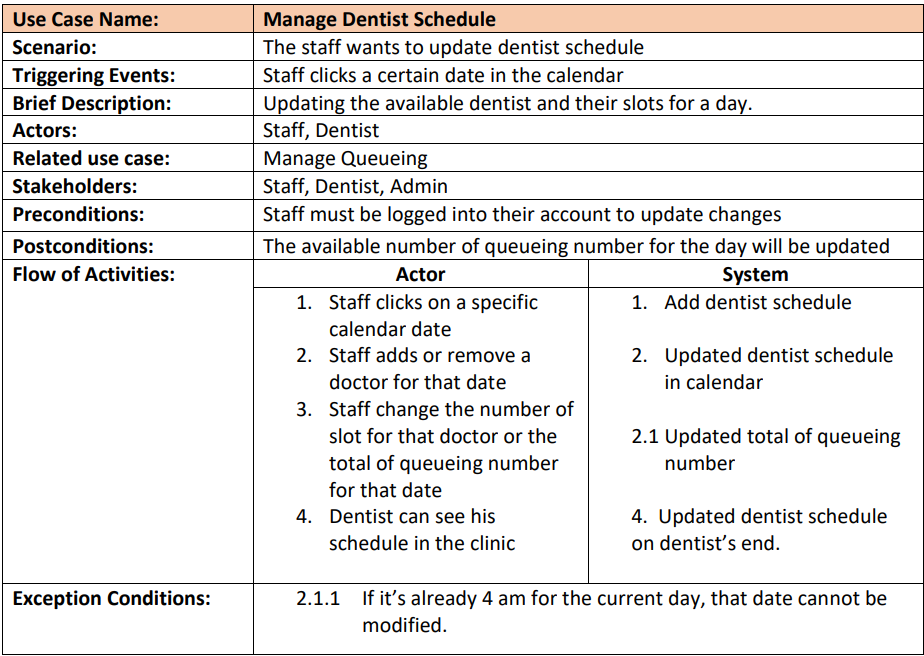 Use Case Name: Manage Dentist Schedule
Scenario: The staff wants to update dentist schedule
Triggering Events: Staff clicks a certain date in the calendar
Brief Description: Updating the available dentist and their slots for a day.
Actors: Staff, Dentist
Related use case: Manage Queueing
Stakeholders: Staff, Dentist, Admin
Preconditions: Staff must be logged into their account to update changes
Postconditions: The available number of queueing number for the day will be updated
Flow of Activities: Actor System
1. Staff clicks on a specific
calendar date
2. Staff adds or remove a
doctor for that date
3. Staff change the number of
slot for that doctor or the
total of queueing number
for that date
4. Dentist can see his
schedule in the clinic
1. Add dentist schedule
2. Updated dentist schedule
in calendar
2.1 Updated total of queueing
number
4. Updated dentist schedule
on dentist's end.
Exception Conditions: 2.1.1 If it's already 4 am for the current day, that date cannot be
modified.